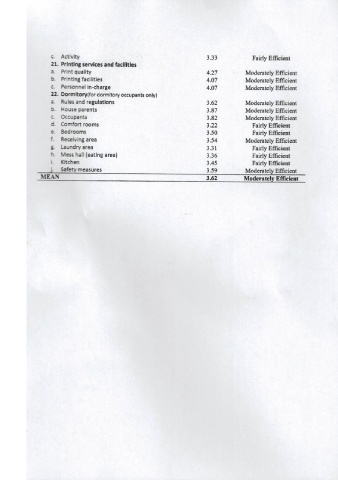 c. Activity 3.33 Fairly Efficient
21. Printing services and facilities
a. Print quality 4.27 Moderately Efficient
b. Printing facilities 4.07 Moderately Efficient
c. Personnel in-charge 4.07 Moderately Efficient
22. Dormitory(for dormitory occupants only)
a. Rules and regulations 3.62 Moderately Efficient
b. House parents 3.87 Moderately Efficient
c. Occupants 3.82 Moderately Efficient
d. Comfort rooms 3.22 Fairly Efficient
e. Bedrooms 3.50 Fairly Efficient
f. Receiving area 3.54 Moderately Efficient
g. Laundry area 3.31 Fairly Efficient
h. Mess hall (eating area) 3.36 Fairly Efficient
i. Kitchen 3.45 Fairly Efficient
j. Safety measures 3.59 Moderately Efficient
MEAN 3.62 Moderately Efficient